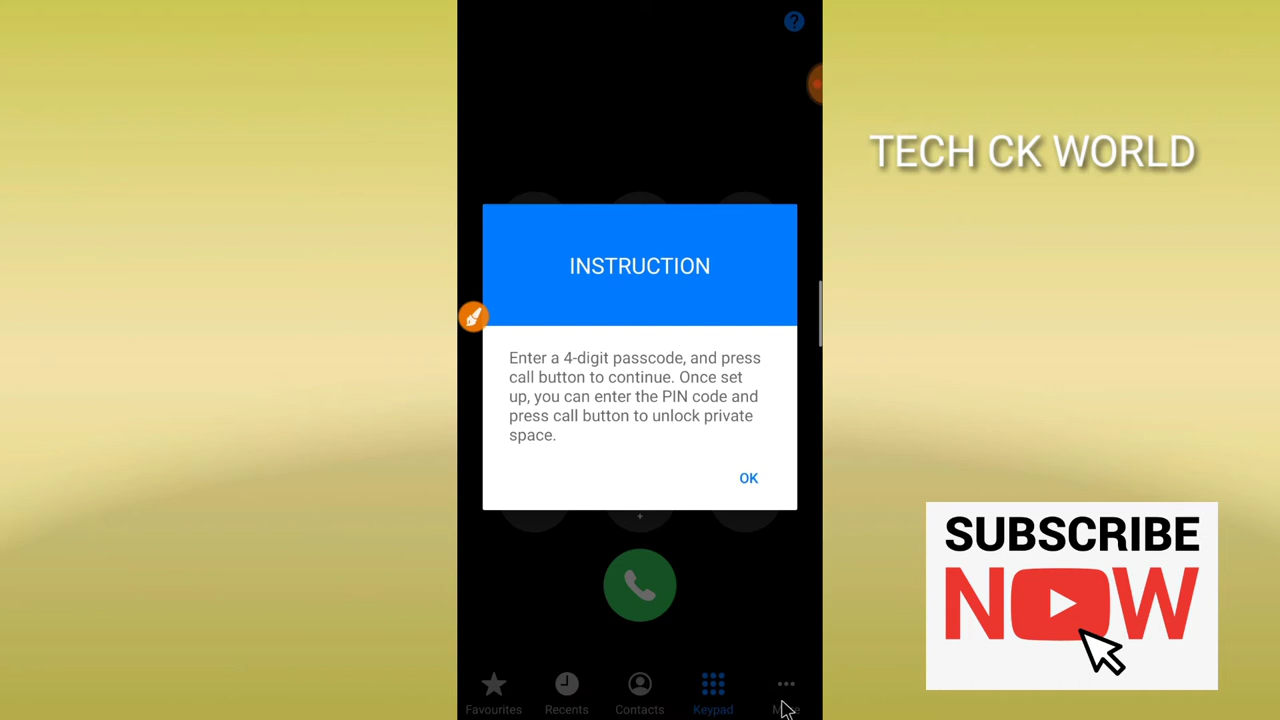 ?
TECH CK WORLD
INSTRUCTION
Enter a 4-digit passcode, and press
call button to continue. Once set
up, you can enter the PIN code and
press call button to unlock private
space.
OK
+
SUBSCRIBE
NOW
Favourites
Recents
Contacts
Keypad